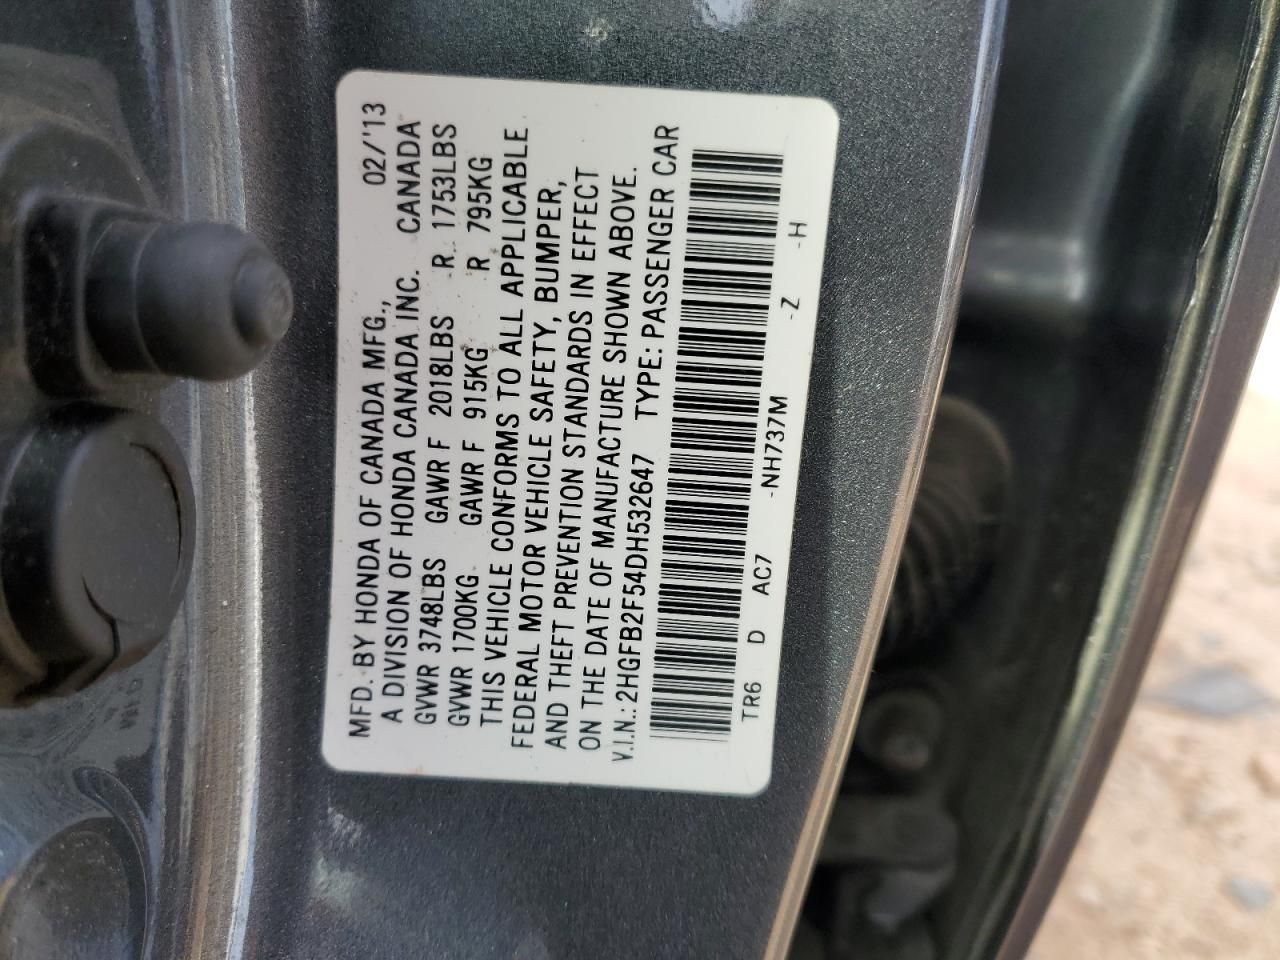 MFD. BY HONDA OF CANADA MFG., 02/'13
A DIVISION OF HONDA CANADA INC. CANADA
GVWR 3748LBS GAWR F 2018LBS R 1753LBS
GVWR 1700KG GAWR F 915KG R 795KG
THIS VEHICLE CONFORMS TO ALL APPLICABLE
FEDERAL MOTOR VEHICLE SAFETY, BUMPER,
AND THEFT PREVENTION STANDARDS IN EFFECT
ON THE DATE OF MANUFACTURE SHOWN ABOVE.
V.I.N.: 2HGFB2F54DH532647 TYPE: PASSENGER CAR
TR6 D AC7 -NH737M -Z -H